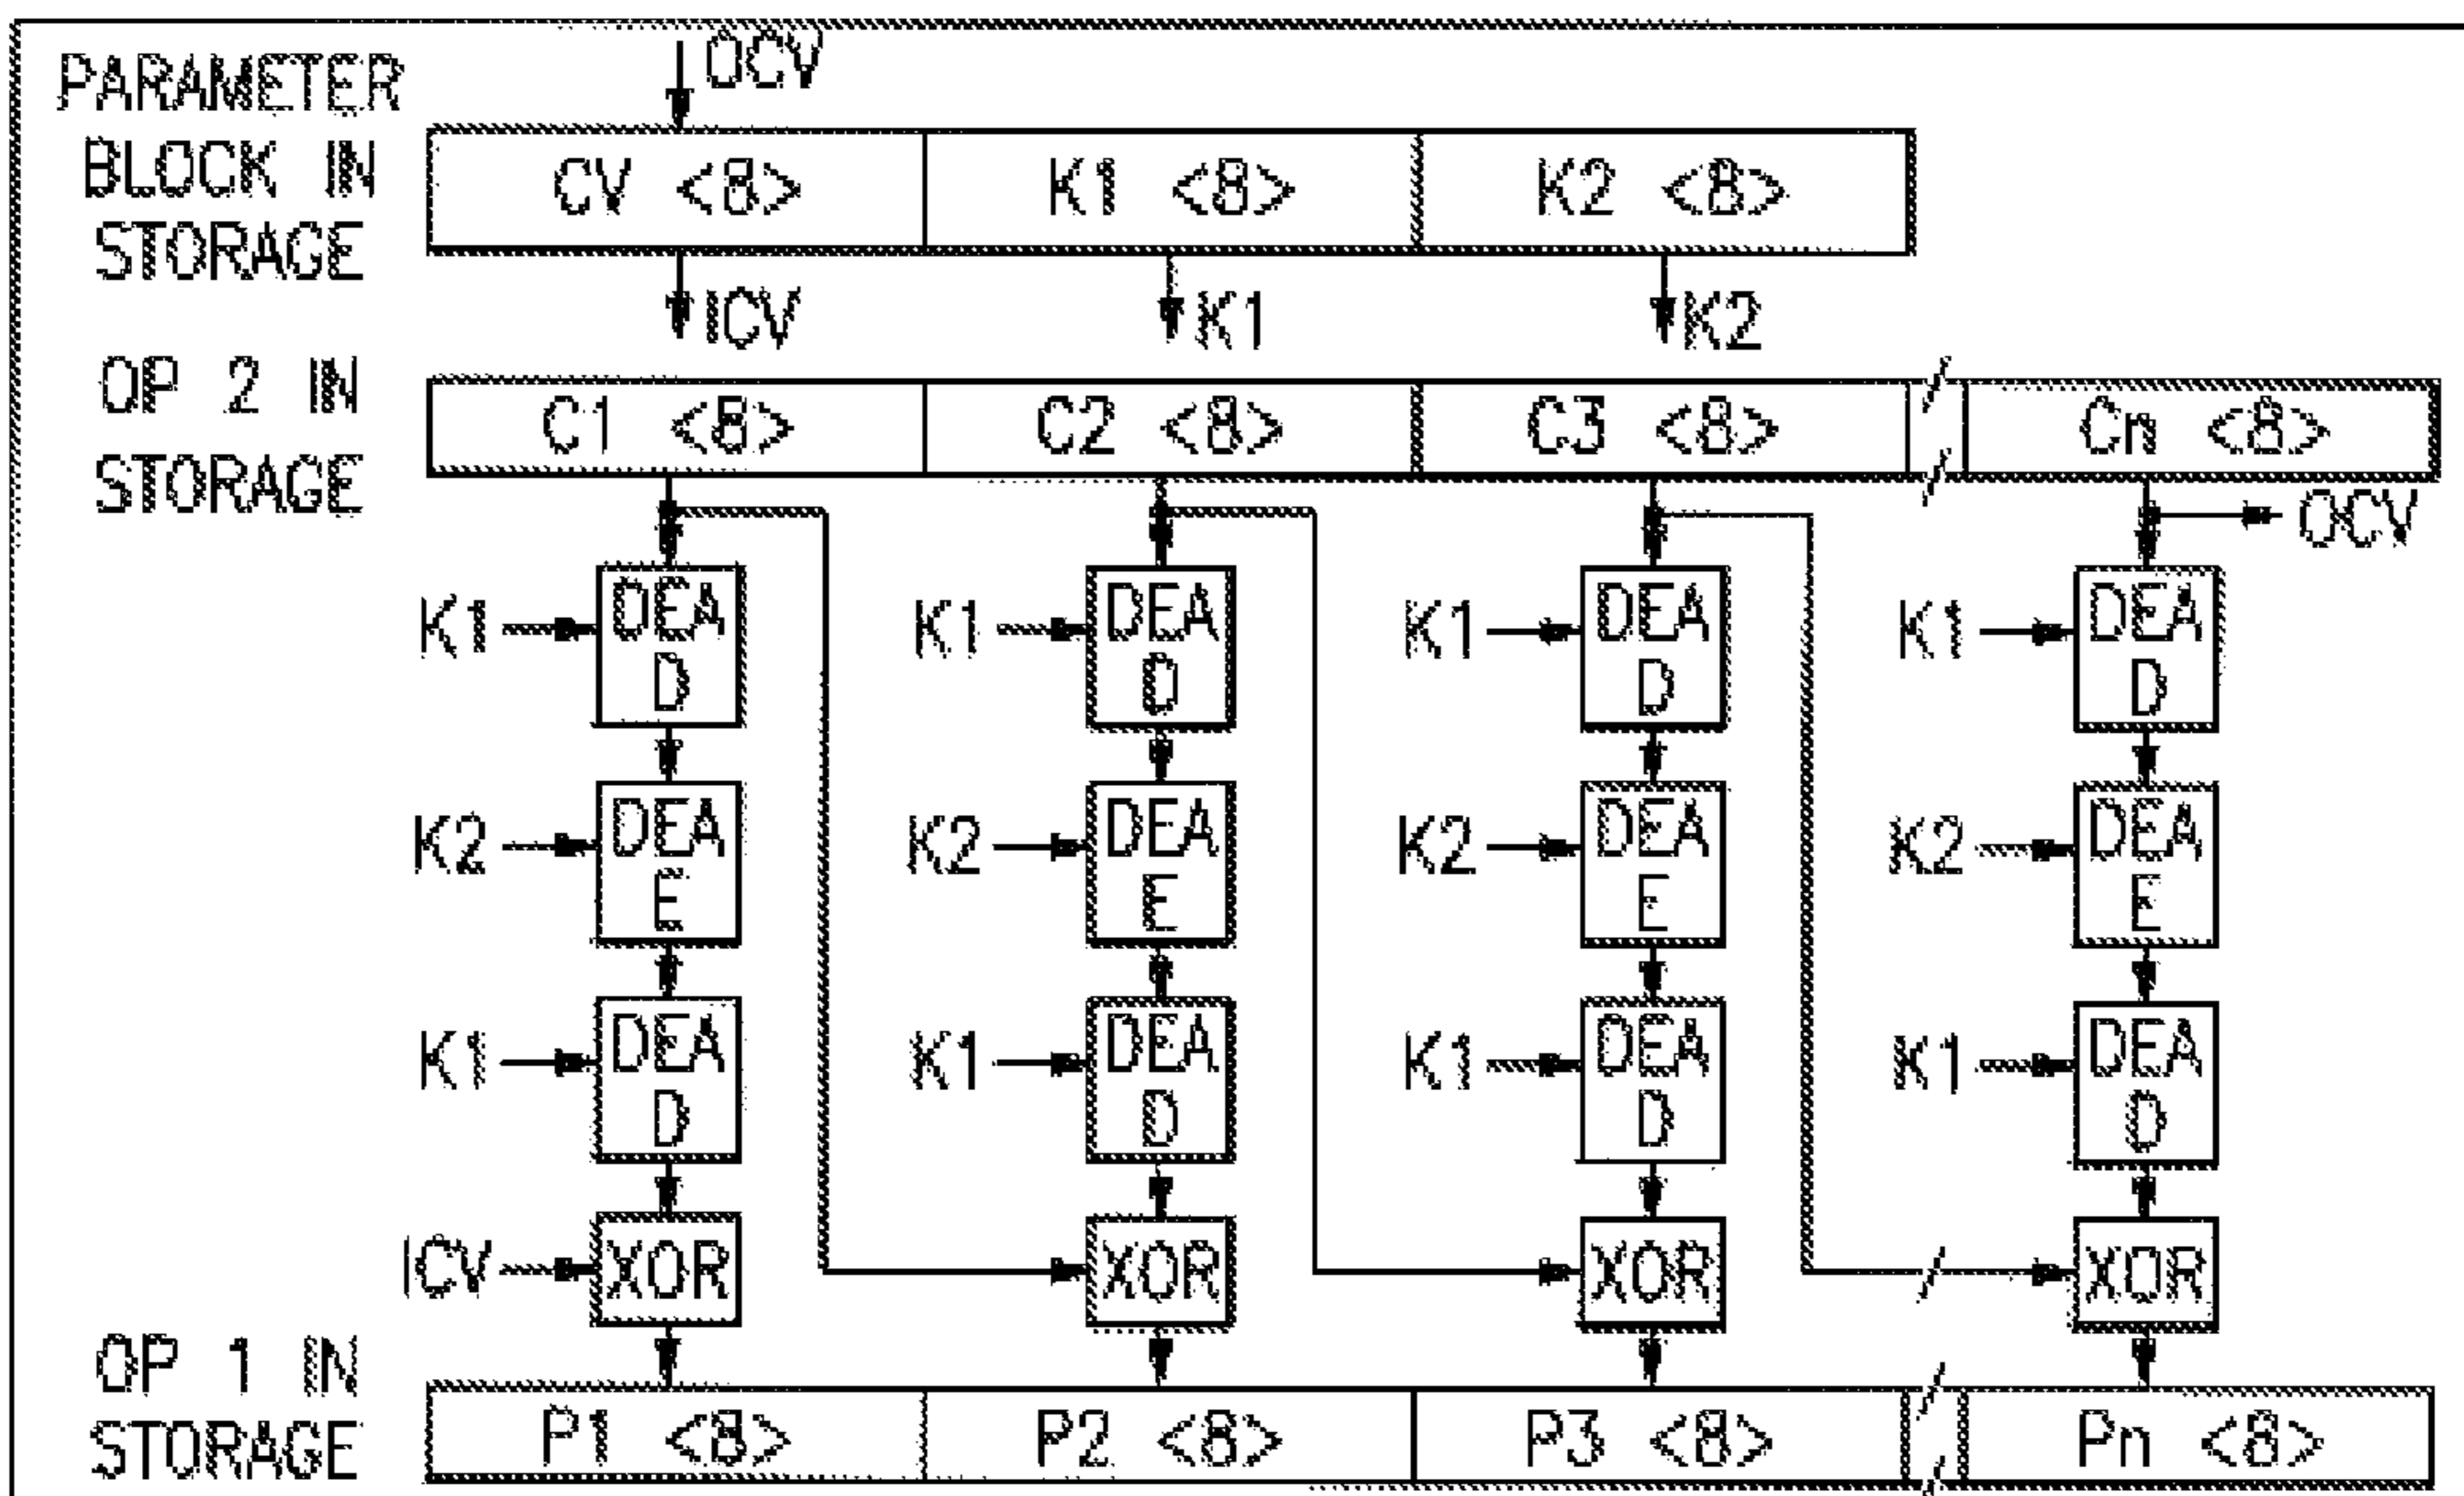 PARAMETER
BLOCK IN
STORAGE
OCV
CV <8> K1 <8> K2 <8>
ICV K1 K2
OP 2 IN
STORAGE
C1 <8> C2 <8> C3 <8> Cn <8>
OCV
K1 DEA K1 DEA K1 DEA K1 DEA
D D D D
K2 DEA K2 DEA K2 DEA K2 DEA
E E E E
K1 DEA K1 DEA K1 DEA K1 DEA
D D D D
ICV XOR XOR XOR XOR
OP 1 IN
STORAGE
P1 <8> P2 <8> P3 <8> Pn <8>